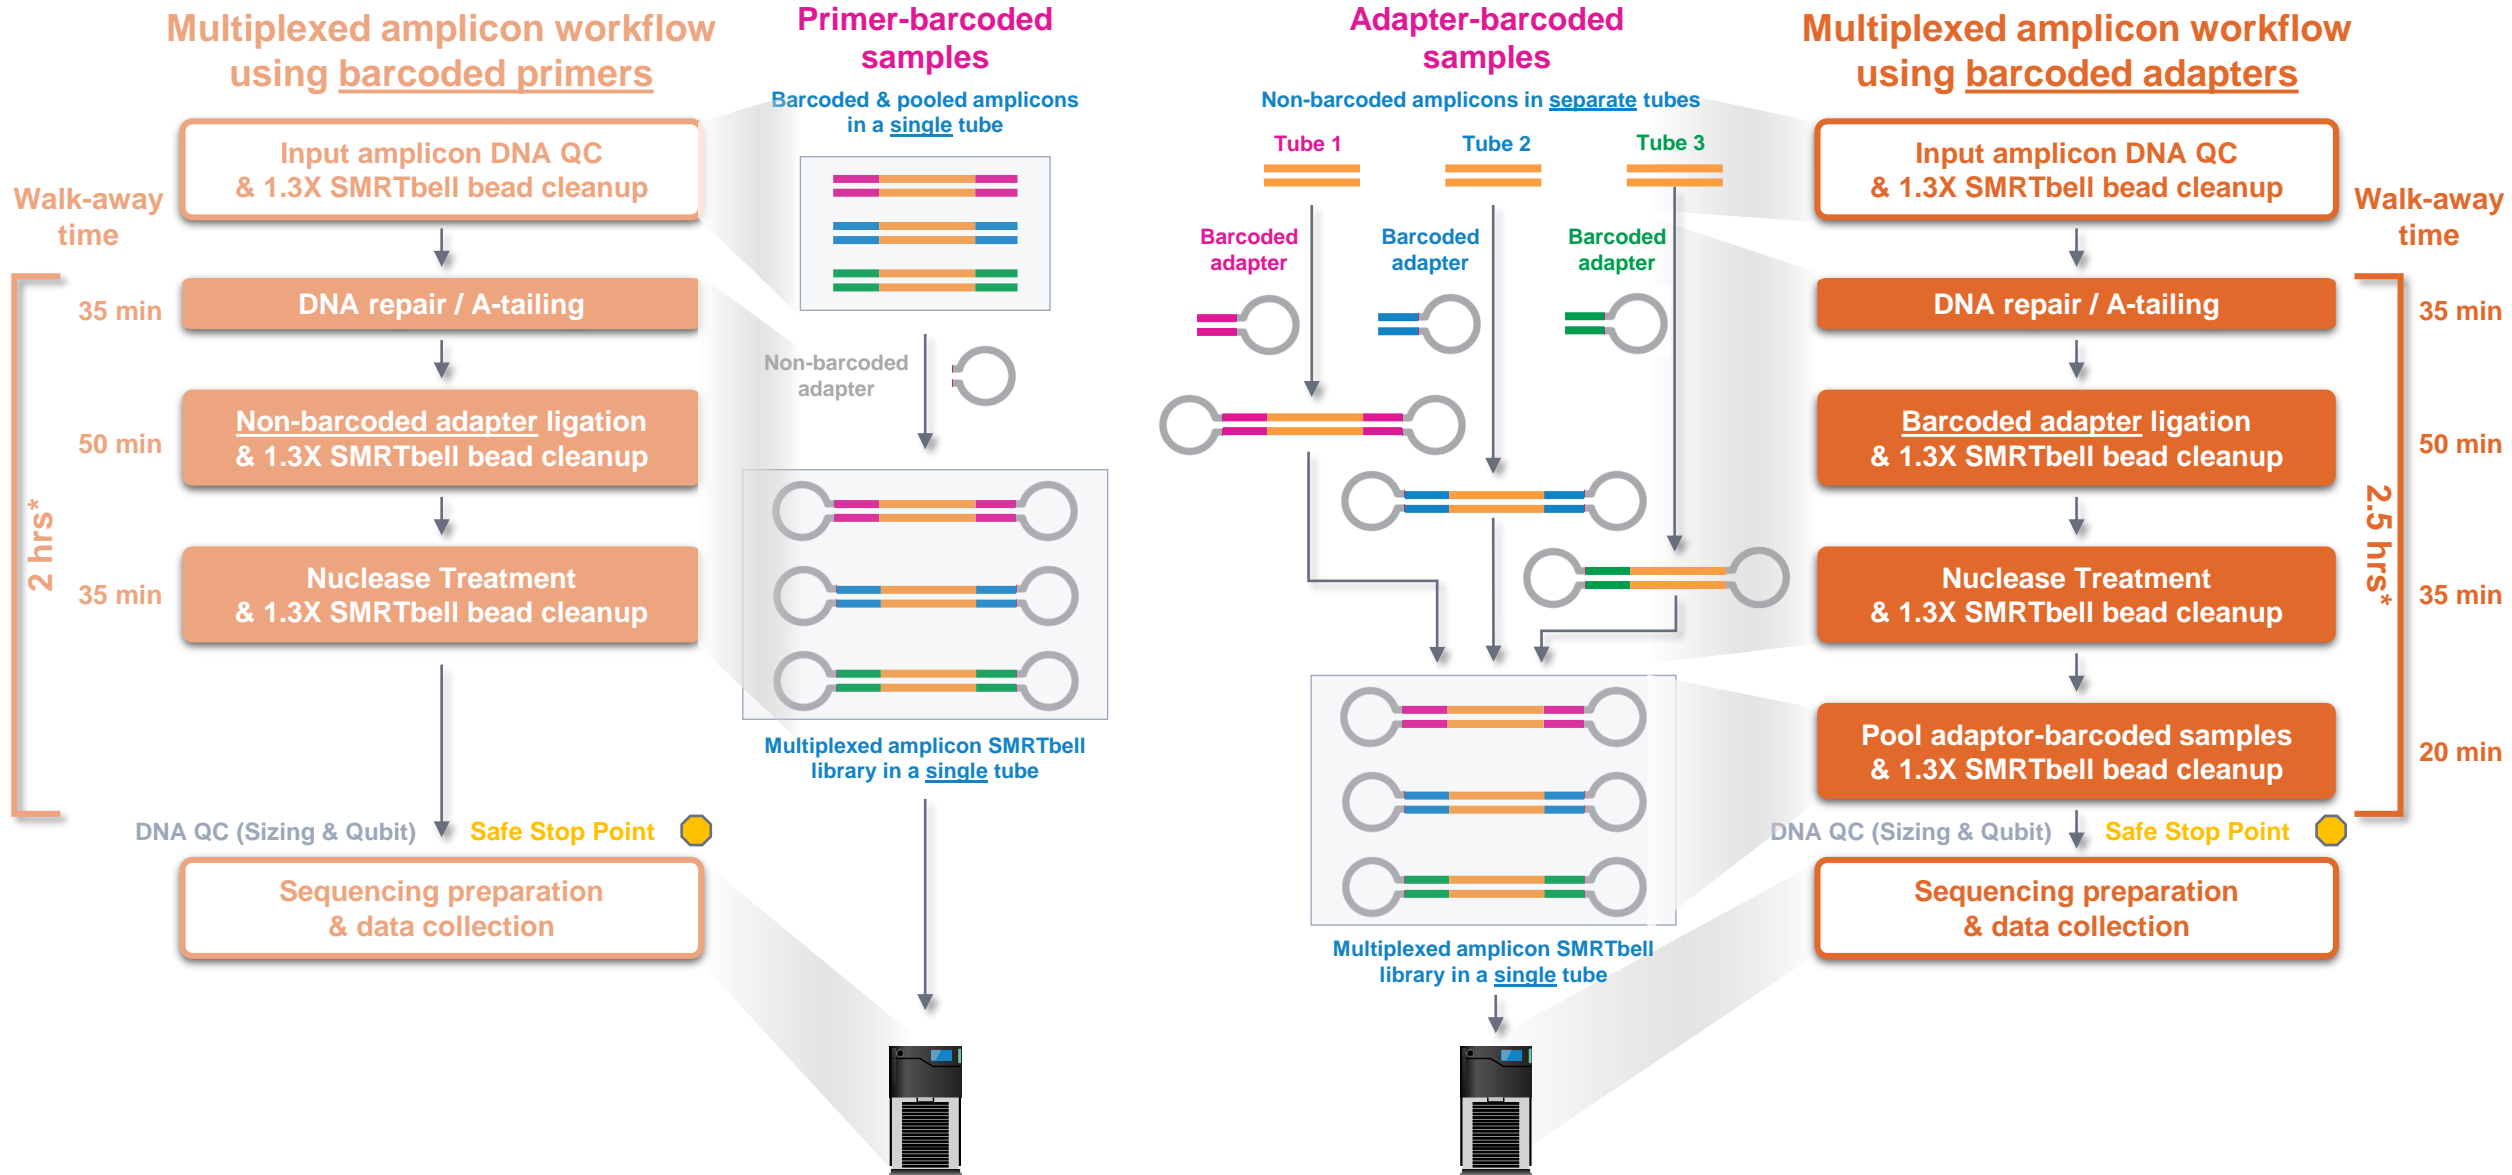 Multiplexed amplicon workflow
using barcoded primers
Input amplicon DNA QC
& 1.3X SMRTbell bead cleanup
Walk-away
time
35 min
DNA repair / A-tailing
50 min
Non-barcoded adapter ligation
& 1.3X SMRTbell bead cleanup
2 hrs*
35 min
Nuclease Treatment
& 1.3X SMRTbell bead cleanup
DNA QC (Sizing & Qubit)
Safe Stop Point
Sequencing preparation
& data collection
Primer-barcoded
samples
Barcoded & pooled amplicons
in a single tube
Non-barcoded
adapter
Multiplexed amplicon SMRTbell
library in a single tube
Adapter-barcoded
samples
Non-barcoded amplicons in separate tubes
Tube 1
Tube 2
Tube 3
Barcoded
adapter
Barcoded
adapter
Barcoded
adapter
Multiplexed amplicon SMRTbell
library in a single tube
Multiplexed amplicon workflow
using barcoded adapters
Input amplicon DNA QC
& 1.3X SMRTbell bead cleanup
Walk-away
time
DNA repair / A-tailing
35 min
Barcoded adapter ligation
& 1.3X SMRTbell bead cleanup
50 min
2.5 hrs*
Nuclease Treatment
& 1.3X SMRTbell bead cleanup
35 min
Pool adaptor-barcoded samples
& 1.3X SMRTbell bead cleanup
20 min
DNA QC (Sizing & Qubit)
Safe Stop Point
Sequencing preparation
& data collection